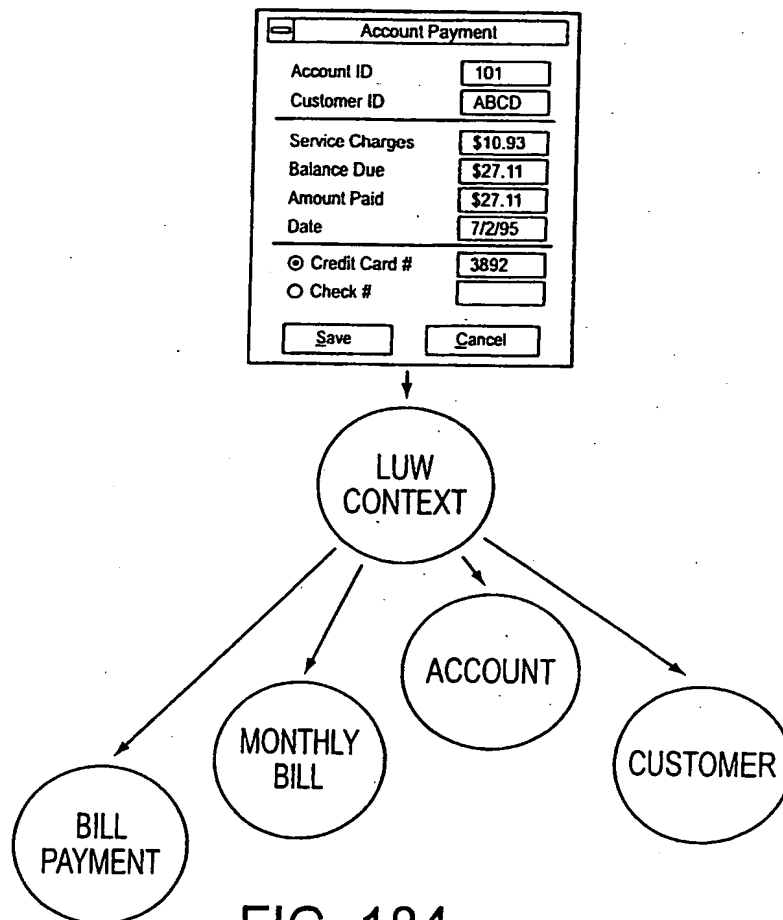 Account Payment
Account ID 101
Customer ID ABCD
Service Charges $10.93
Balance Due $27.11
Amount Paid $27.11
Date 7/2/95
Credit Card # 3892
Check #
Save Cancel
LUW
CONTEXT
ACCOUNT
MONTHLY
BILL
CUSTOMER
BILL
PAYMENT
FIG. 184